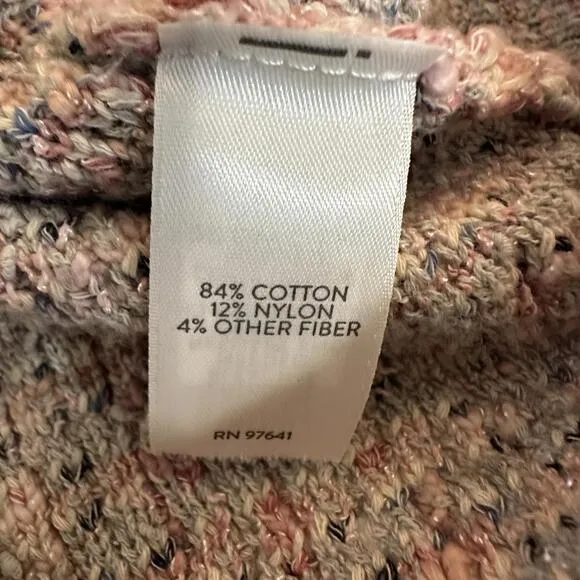 84% COTTON
12% NYLON
4% OTHER FIBER
RN 97641